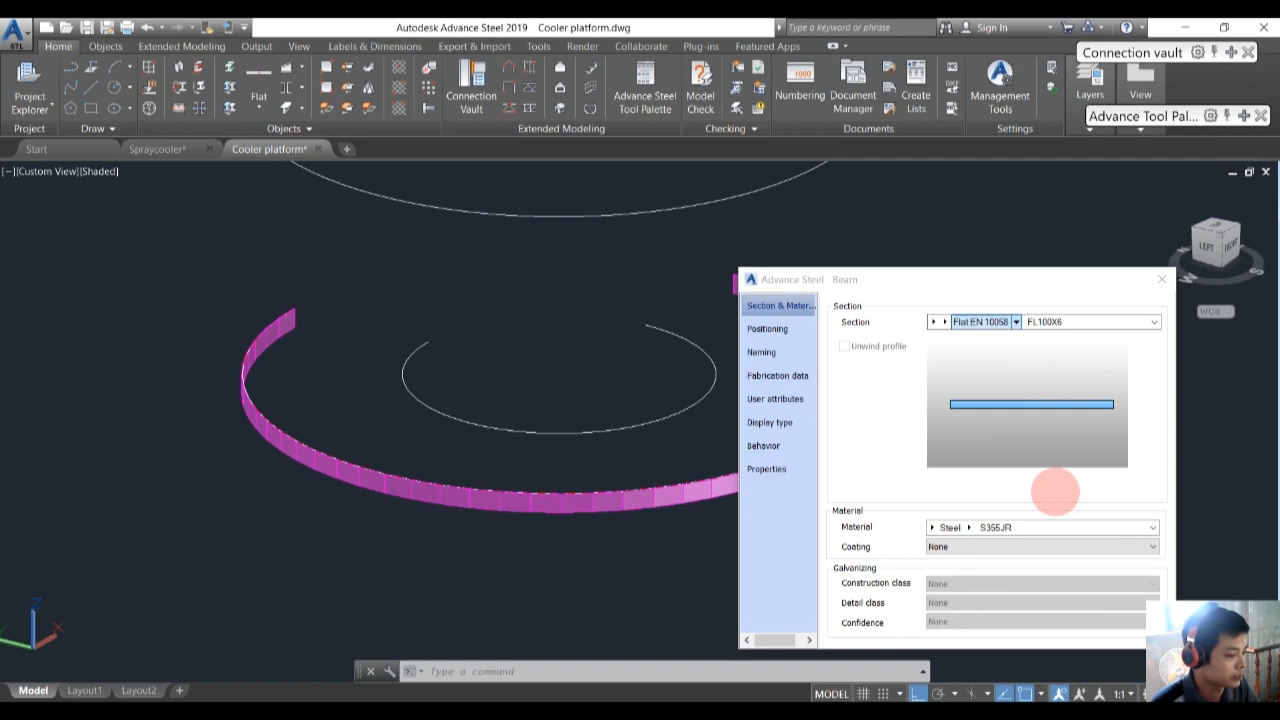 Autodesk Advance Steel 2019 Cooler platform.dwg
Type a keyword or phrase
Sign In
STL
Home Objects Extended Modeling Output View Labels & Dimensions Export & Import Tools Render Collaborate Plug-ins Featured Apps
Connection vault
Project Explorer
Flat
Connection Vault
Advance Steel Tool Palette
Model Check
1000
Numbering
Document Manager
DXF
Create Lists
Management Tools
Layers
View
Advance Tool Pal...
Project Draw Objects Extended Modeling Checking Documents Settings
Start Spraycooler* Cooler platform*
[−][Custom View][Shaded]
LEFT FRONT
N S W
WCS
Advance Steel Beam
Section & Mater...
Positioning
Naming
Fabrication data
User attributes
Display type
Behavior
Properties
Section
Section Flat EN 10058 FL100X6
Unwind profile
Material
Material Steel S355JR
Coating None
Galvanizing
Construction class None
Detail class None
Confidence None
Z
X
Type a command
Model Layout1 Layout2
MODEL 1:1